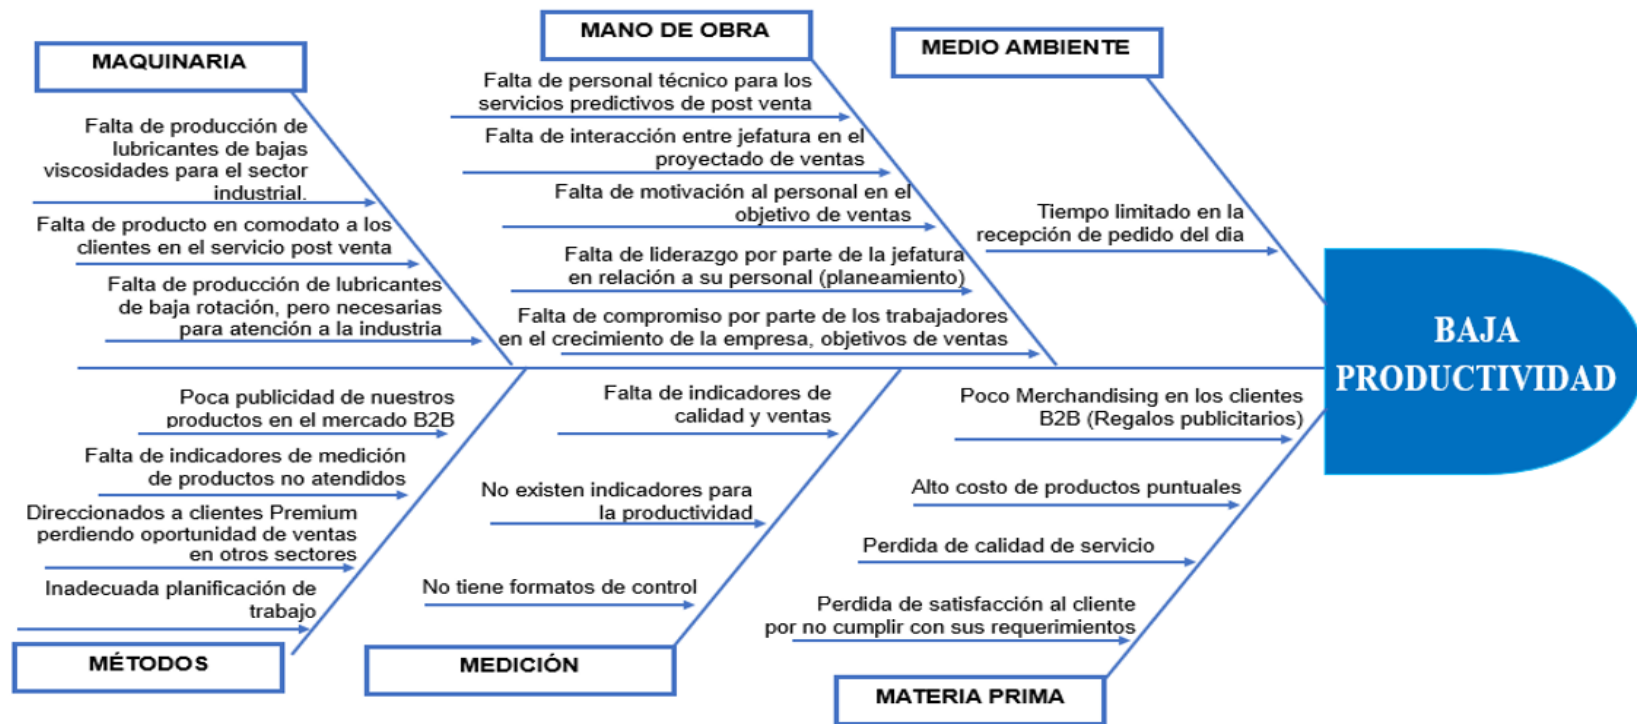 MAQUINARIA
Falta de producción de
lubricantes de bajas
viscosidades para el sector
industrial.
Falta de producto en comodato a los
clientes en el servicio post venta
Falta de producción de lubricantes
de baja rotación, pero necesarias
para atención a la industria
MANO DE OBRA
Falta de personal técnico para los
servicios predictivos de post venta
Falta de interacción entre jefatura en el
proyectado de ventas
Falta de motivación al personal en el
objetivo de ventas
Falta de liderazgo por parte de la jefatura
en relación a su personal (planeamiento)
Falta de compromiso por parte de los trabajadores
en el crecimiento de la empresa, objetivos de ventas
MEDIO AMBIENTE
Tiempo limitado en la
recepción de pedido del dia
BAJA
PRODUCTIVIDAD
Poca publicidad de nuestros
productos en el mercado B2B
Falta de indicadores de medición
de productos no atendidos
Direccionados a clientes Premium
perdiendo oportunidad de ventas
en otros sectores
Inadecuada planificación de
trabajo
MÉTODOS
Falta de indicadores de
calidad y ventas
No existen indicadores para
la productividad
No tiene formatos de control
MEDICIÓN
Poco Merchandising en los clientes
B2B (Regalos publicitarios)
Alto costo de productos puntuales
Perdida de calidad de servicio
Perdida de satisfacción al cliente
por no cumplir con sus requerimientos
MATERIA PRIMA